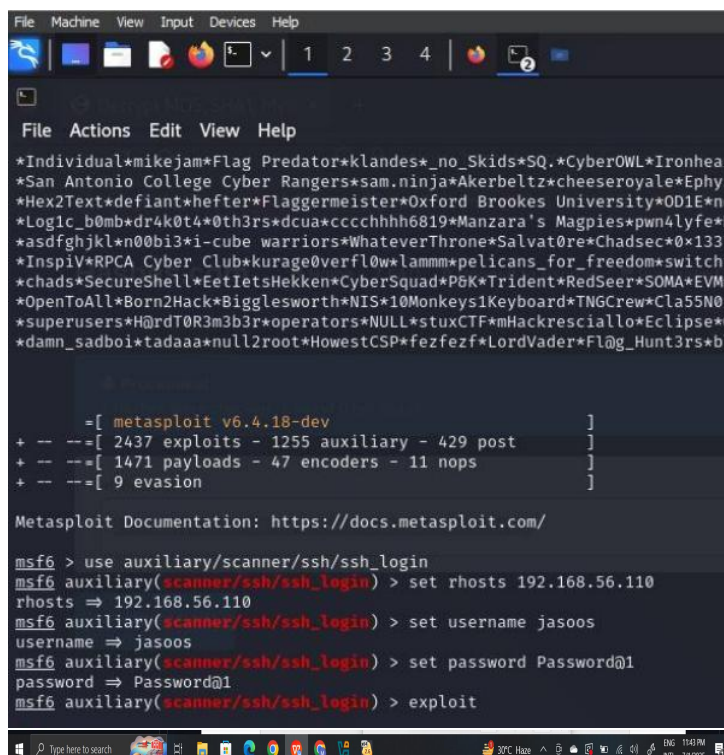 File Machine View Input Devices Help
1 2 3 4
2
File Actions Edit View Help
*Individual*mikejam*Flag Predator*klandes*_no_Skids*SQ.*CyberOWL*Ironhea
*San Antonio College Cyber Rangers*sam.ninja*Akerbeltz*cheeseroyale*Ephy
*Hex2Text*defiant*hefter*Flaggermeister*Oxford Brookes University*OD1E*n
*Log1c_b0mb*dr4k0t4*0th3rs*dcua*cccchhhh6819*Manzara's Magpies*pwn4lyfe*
*asdfghjkl*n00bi3*i-cube warriors*WhateverThrone*Salvat0re*Chadsec*0×133
*InspiV*RPCA Cyber Club*kurage0verfl0w*lammm*pelicans_for_freedom*switch
*chads*SecureShell*EetIetsHekken*CyberSquad*P&K*Trident*RedSeer*SOMA*EVM
*OpenToAll*Born2Hack*Bigglesworth*NIS*10Monkeys1Keyboard*TNGCrew*Cla55N0
*superusers*H@rdT0R3m3b3r*operators*NULL*stuxCTF*mHackresciallo*Eclipse*
*damn_sadboi*tadaaa*null2root*HowestCSP*fezfezf*LordVader*Fl@g_Hunt3rs*b
=[ metasploit v6.4.18-dev ]
+ -- --=[ 2437 exploits - 1255 auxiliary - 429 post ]
+ -- --=[ 1471 payloads - 47 encoders - 11 nops ]
+ -- --=[ 9 evasion ]
Metasploit Documentation: https://docs.metasploit.com/
msf6 > use auxiliary/scanner/ssh/ssh_login
msf6 auxiliary(scanner/ssh/ssh_login) > set rhosts 192.168.56.110
rhosts ⇒ 192.168.56.110
msf6 auxiliary(scanner/ssh/ssh_login) > set username jasoos
username ⇒ jasoos
msf6 auxiliary(scanner/ssh/ssh_login) > set password Password@1
password ⇒ Password@1
msf6 auxiliary(scanner/ssh/ssh_login) > exploit
Type here to search
30°C Haze
ENG 11:43 PM